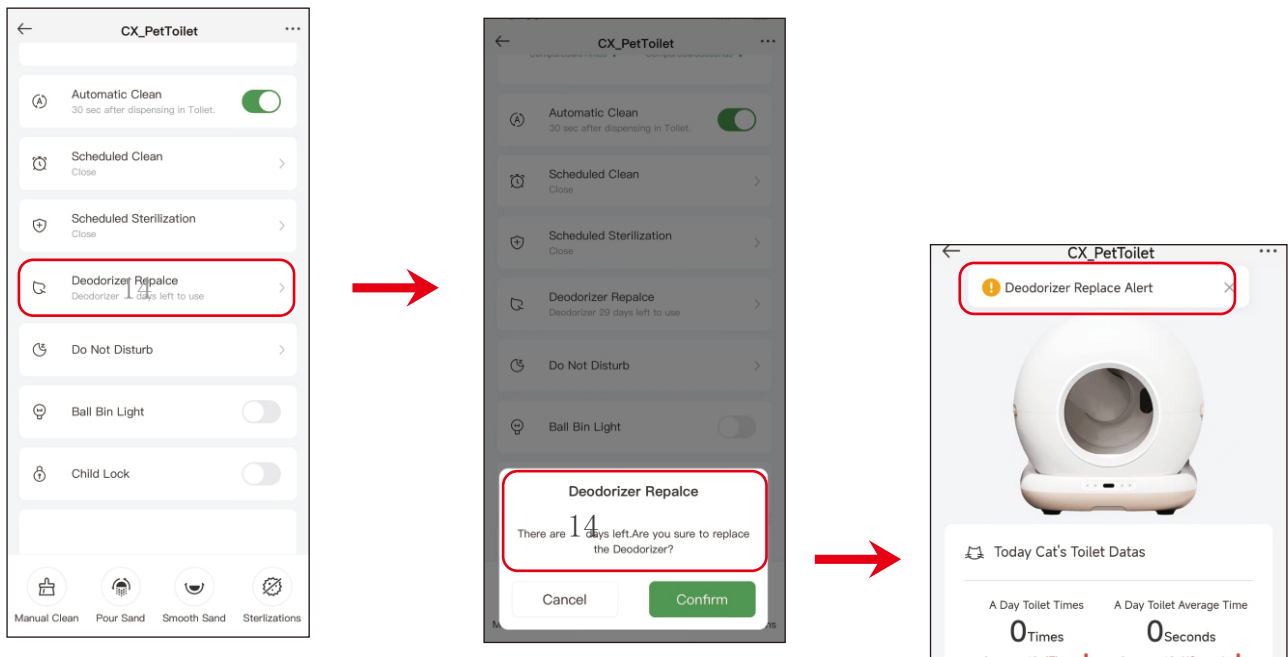 CX_PetToilet
Automatic Clean
30 sec after dispensing in Toliet.
Scheduled Clean
Close
Scheduled Sterilization
Close
Deodorizer Repalce
Deodorizer 14 days left to use
Do Not Disturb
Ball Bin Light
Child Lock
Manual Clean Pour Sand Smooth Sand Sterlizations
CX_PetToilet
Automatic Clean
30 sec after dispensing in Toliet.
Scheduled Clean
Close
Scheduled Sterilization
Close
Deodorizer Repalce
Deodorizer 29 days left to use
Do Not Disturb
Ball Bin Light
Deodorizer Repalce
There are 14 days left.Are you sure to replace
the Deodorizer?
Cancel Confirm
CX_PetToilet
Deodorizer Replace Alert
Today Cat's Toilet Datas
A Day Toilet Times A Day Toilet Average Time
0Times 0Seconds